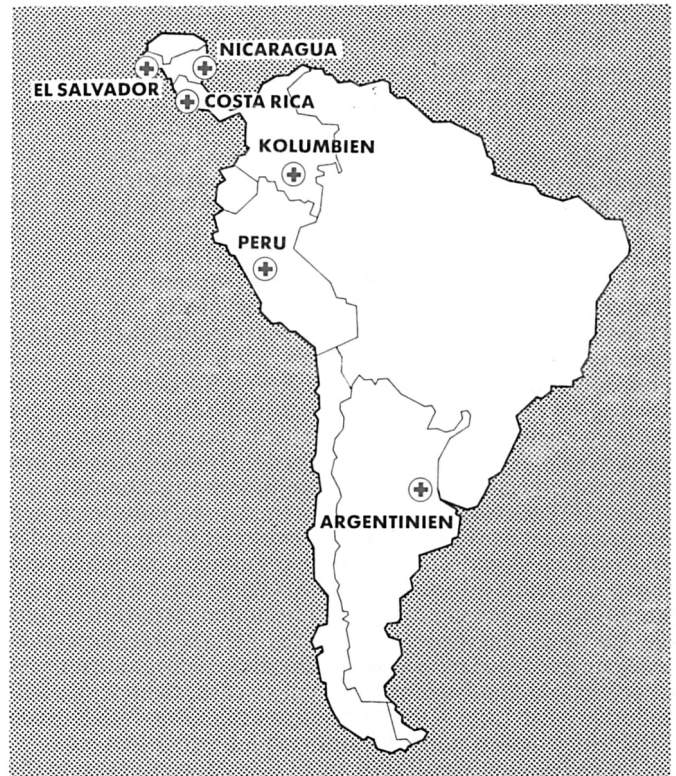 NICARAGUA
EL SALVADOR
COSTA RICA
KOLUMBIEN
PERU
ARGENTINIEN